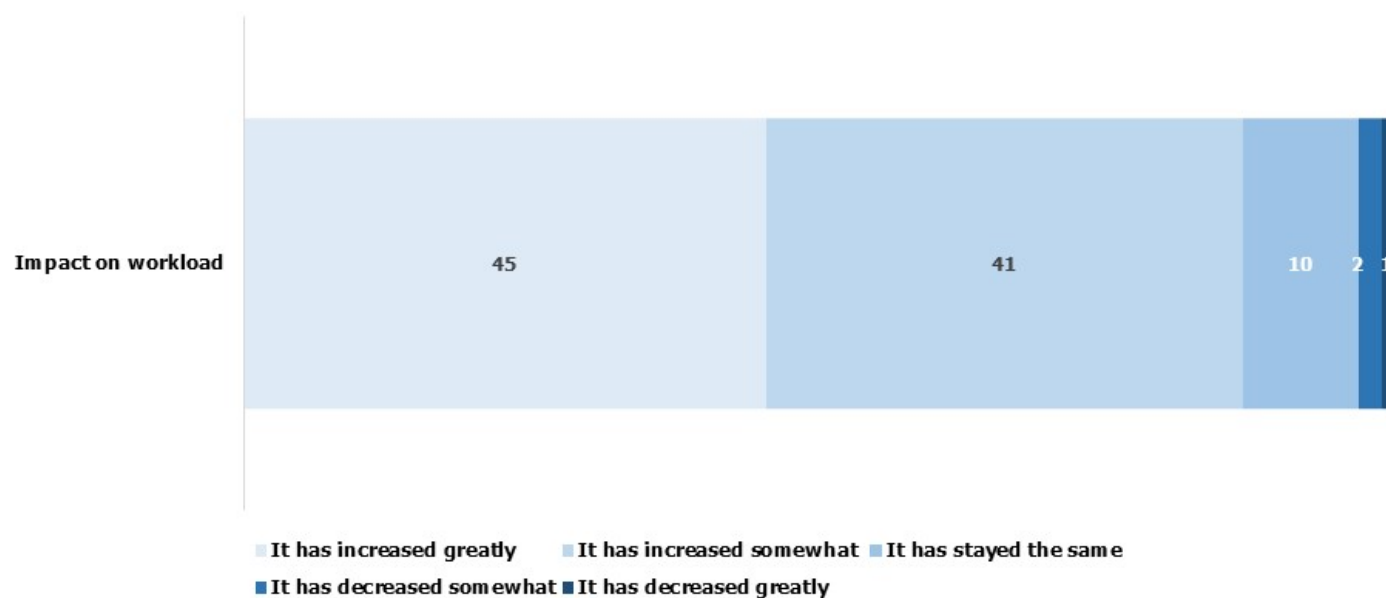 Impact on workload
45
41
10
2
1
It has increased greatly
It has increased somewhat
It has stayed the same
It has decreased somewhat
It has decreased greatly